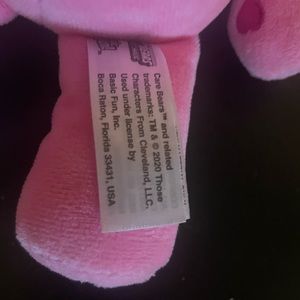 Care Bears™ and related
trademarks: TM & © 2020 Those
Characters From Cleveland, LLC.
Used under license by
Basic Fun, Inc.
Boca Raton, Florida 33431, USA